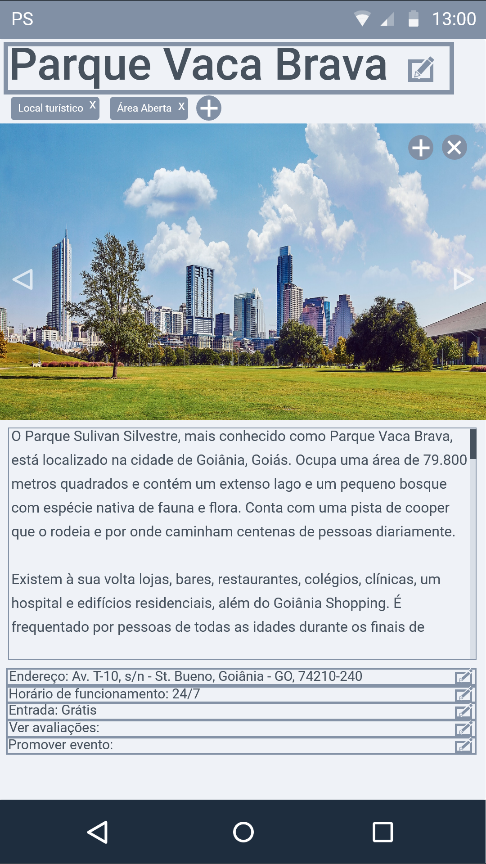 PS 13:00
Parque Vaca Brava
Local turístico X Área Aberta X
O Parque Sulivan Silvestre, mais conhecido como Parque Vaca Brava,
está localizado na cidade de Goiânia, Goiás. Ocupa uma área de 79.800
metros quadrados e contém um extenso lago e um pequeno bosque
com espécie nativa de fauna e flora. Conta com uma pista de cooper
que o rodeia e por onde caminham centenas de pessoas diariamente.
Existem à sua volta lojas, bares, restaurantes, colégios, clínicas, um
hospital e edifícios residenciais, além do Goiânia Shopping. É
frequentado por pessoas de todas as idades durante os finais de
Endereço: Av. T-10, s/n - St. Bueno, Goiânia - GO, 74210-240
Horário de funcionamento: 24/7
Entrada: Grátis
Ver avaliações:
Promover evento: